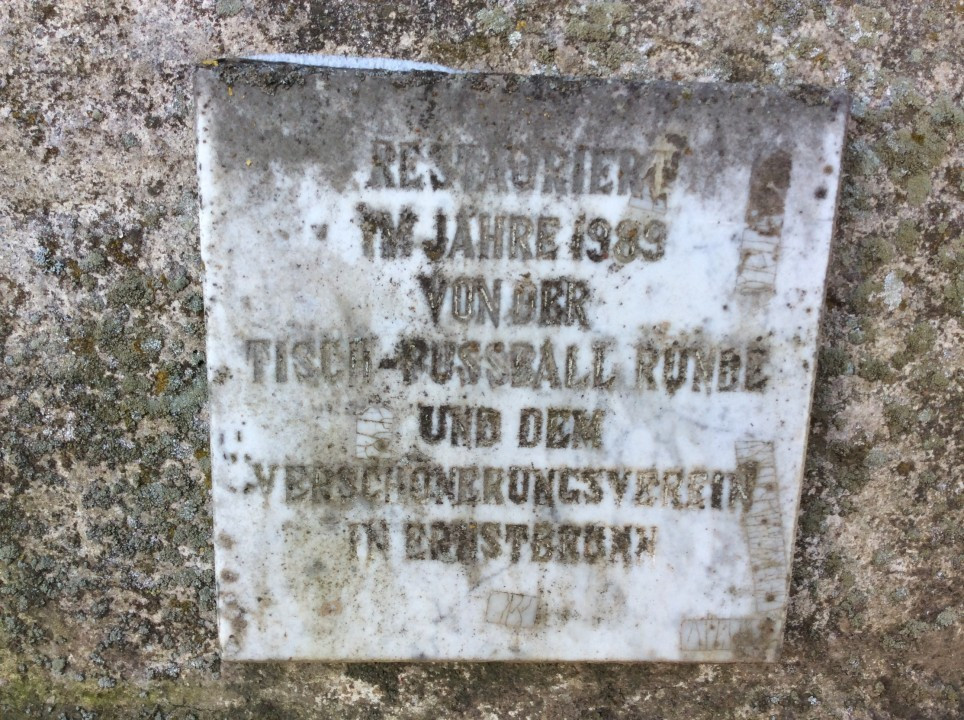 RESTAURIERT
IM JAHRE 1989
VON DER
TISCH-FUSSBALL RUNDE
UND DEM
VERSCHÖNERUNGSVEREIN
IN ERNSTBRUNN